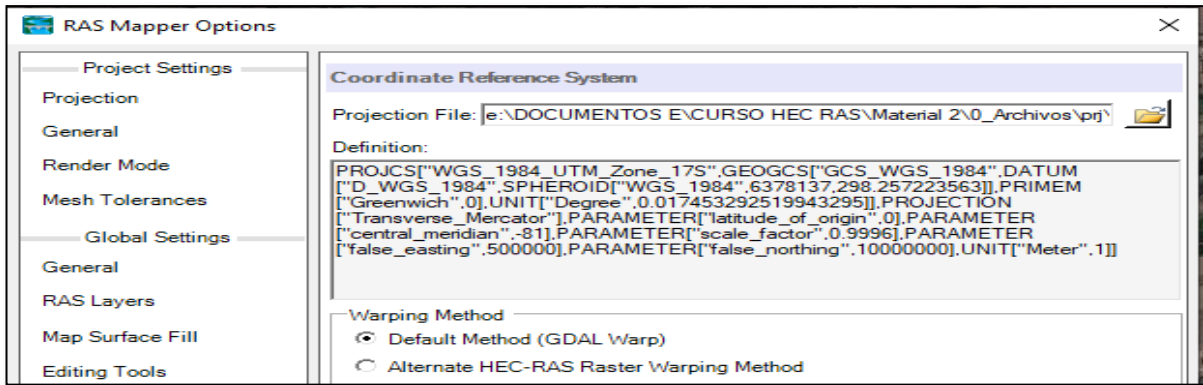 RAS Mapper Options
Project Settings
Projection
General
Render Mode
Mesh Tolerances
Global Settings
General
RAS Layers
Map Surface Fill
Editing Tools
Coordinate Reference System
Projection File: e:\DOCUMENTOS E\CURSO HEC RAS\Material 2\0_Archivos\prj\
Definition:
PROJCS["WGS_1984_UTM_Zone_17S",GEOGCS["GCS_WGS_1984",DATUM
["D_WGS_1984",SPHEROID["WGS_1984",6378137,298.257223563]],PRIMEM
["Greenwich",0],UNIT["Degree",0.017453292519943295]],PROJECTION
["Transverse_Mercator"],PARAMETER["latitude_of_origin",0],PARAMETER
["central_meridian",-81],PARAMETER["scale_factor",0.9996],PARAMETER
["false_easting",500000],PARAMETER["false_northing",10000000],UNIT["Meter",1]]
Warping Method
Default Method (GDAL Warp)
Alternate HEC-RAS Raster Warping Method